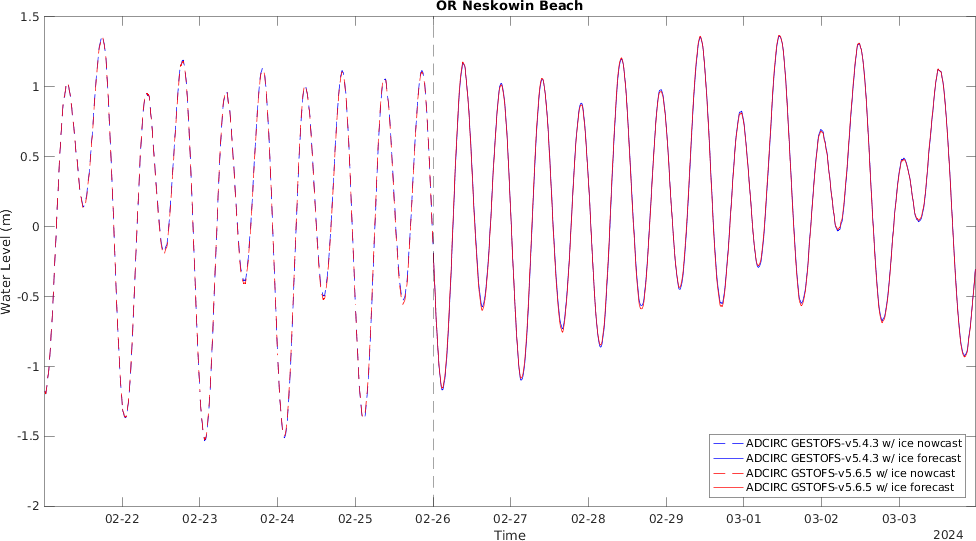 OR Neskowin Beach
1.5
1
0.5
0
-0.5
-1
-1.5
-2
Water Level (m)
ADCIRC GESTOFS-v5.4.3 w/ ice nowcast
ADCIRC GESTOFS-v5.4.3 w/ ice forecast
ADCIRC GSTOFS-v5.6.5 w/ ice nowcast
ADCIRC GSTOFS-v5.6.5 w/ ice forecast
02-22 02-23 02-24 02-25 02-26 02-27 02-28 02-29 03-01 03-02 03-03
Time
2024